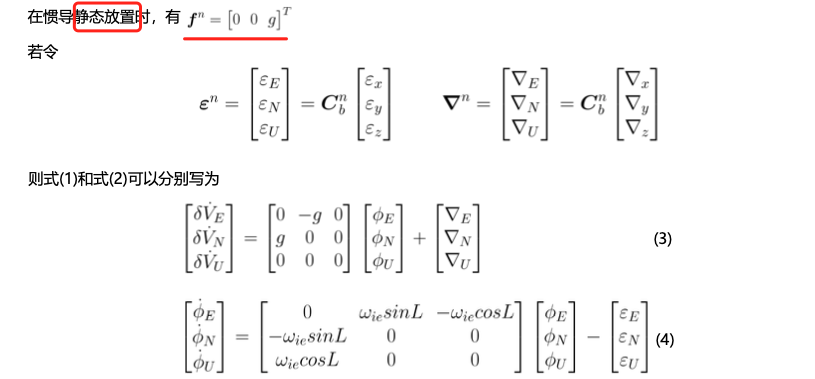 在惯导静态放置时，有 fⁿ = [0 0 g]ᵀ
若令
εⁿ = [ε_E ε_N ε_U] = C_bⁿ [ε_x ε_y ε_z] ∇ⁿ = [∇_E ∇_N ∇_U] = C_bⁿ [∇_x ∇_y ∇_z]
则式(1)和式(2)可以分别写为
[δV̇_E δV̇_N δV̇_U] = [0 −g 0; g 0 0; 0 0 0] [ϕ_E ϕ_N ϕ_U] + [∇_E ∇_N ∇_U] (3)
[ϕ̇_E ϕ̇_N ϕ̇_U] = [0 ω_ie sinL −ω_ie cosL; −ω_ie sinL 0 0; ω_ie cosL 0 0] [ϕ_E ϕ_N ϕ_U] − [ε_E ε_N ε_U] (4)